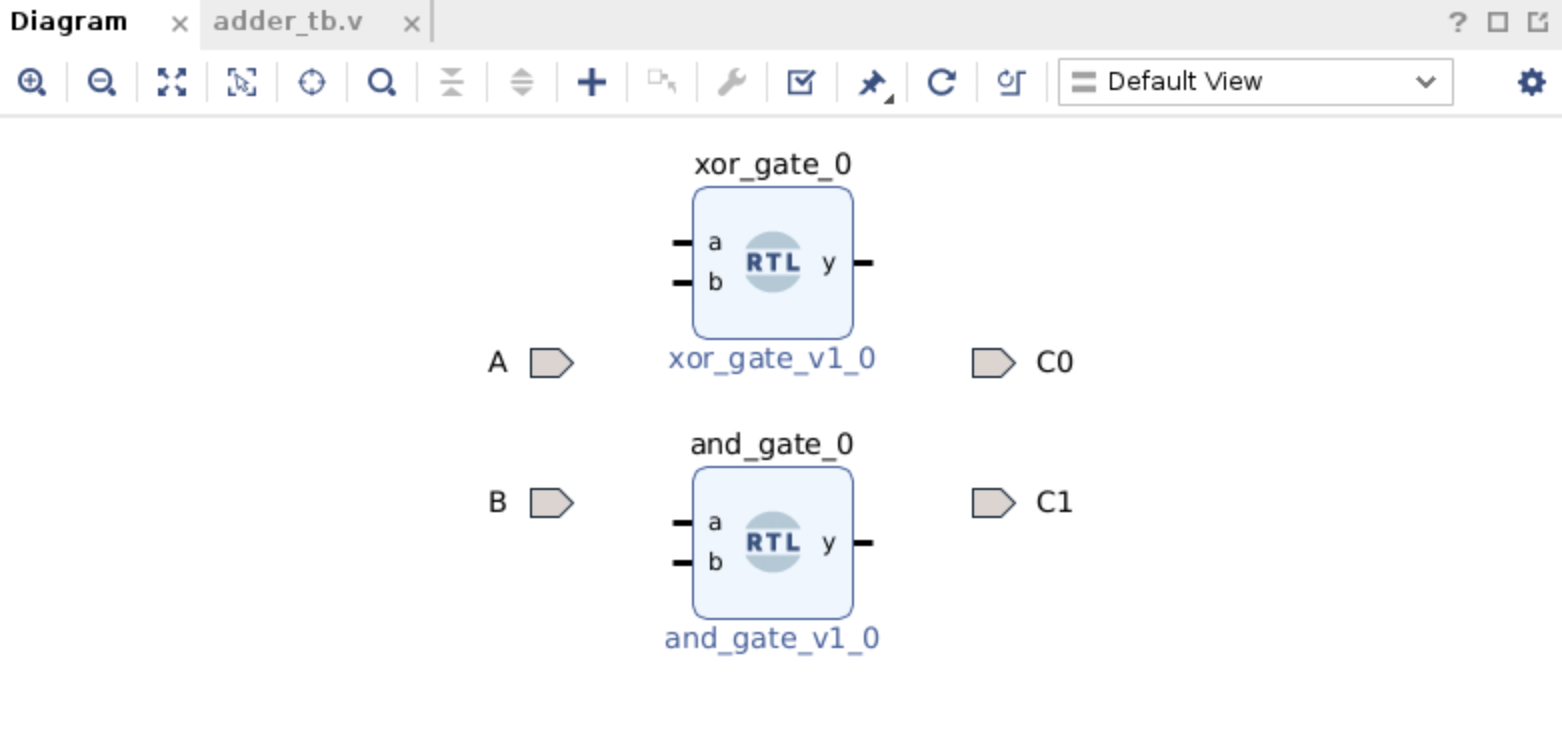 Diagram
adder_tb.v
?
Default View
xor_gate_0
a
RTL
y
b
xor_gate_v1_0
A
C0
and_gate_0
B
C1
a
RTL
y
b
and_gate_v1_0